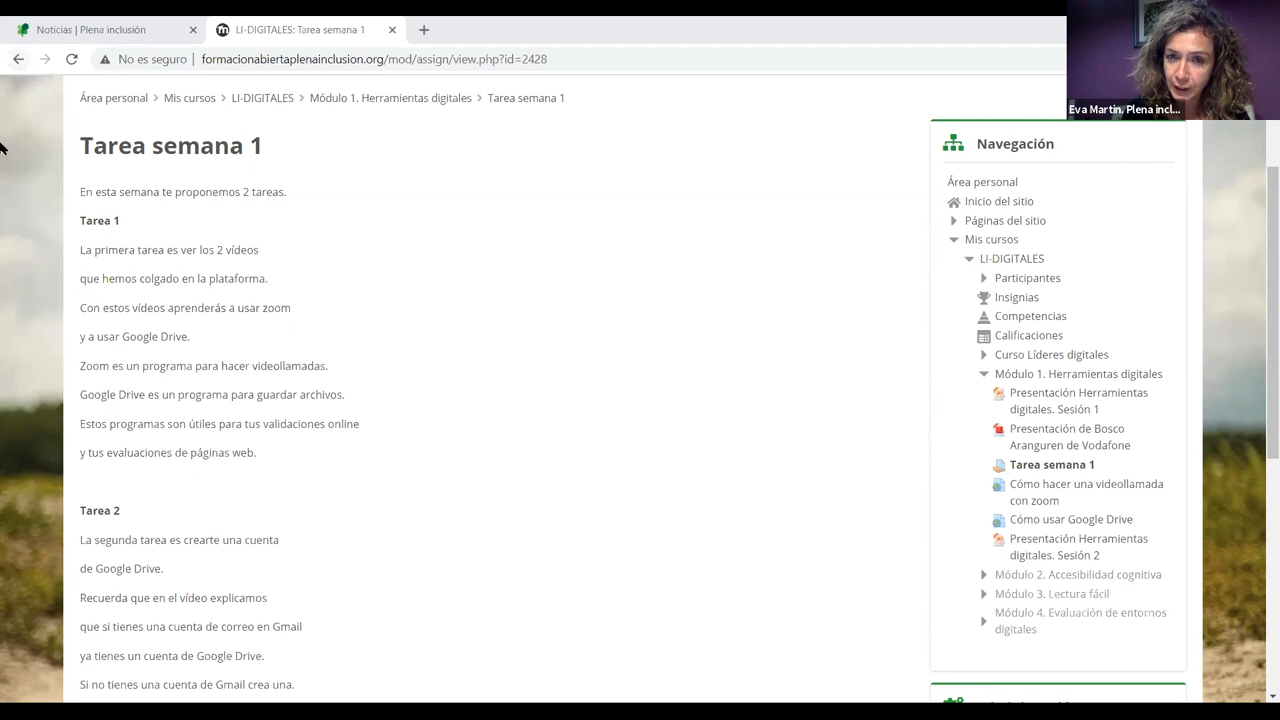 Noticias | Plena inclusión
LI-DIGITALES: Tarea semana 1
No es seguro
formacionabiertaplenainclusion.org/mod/assign/view.php?id=2428
Eva Martin. Plena incl...
Área personal > Mis cursos > LI-DIGITALES > Módulo 1. Herramientas digitales > Tarea semana 1
Tarea semana 1
En esta semana te proponemos 2 tareas.
Tarea 1
La primera tarea es ver los 2 vídeos
que hemos colgado en la plataforma.
Con estos vídeos aprenderás a usar zoom
y a usar Google Drive.
Zoom es un programa para hacer videollamadas.
Google Drive es un programa para guardar archivos.
Estos programas son útiles para tus validaciones online
y tus evaluaciones de páginas web.
Tarea 2
La segunda tarea es crearte una cuenta
de Google Drive.
Recuerda que en el vídeo explicamos
que si tienes una cuenta de correo en Gmail
ya tienes un cuenta de Google Drive.
Si no tienes una cuenta de Gmail crea una.
Navegación
Área personal
Inicio del sitio
Páginas del sitio
Mis cursos
LI-DIGITALES
Participantes
Insignias
Competencias
Calificaciones
Curso Líderes digitales
Módulo 1. Herramientas digitales
Presentación Herramientas
digitales. Sesión 1
Presentación de Bosco
Aranguren de Vodafone
Tarea semana 1
Cómo hacer una videollamada
con zoom
Cómo usar Google Drive
Presentación Herramientas
digitales. Sesión 2
Módulo 2. Accesibilidad cognitiva
Módulo 3. Lectura fácil
Módulo 4. Evaluación de entornos
digitales